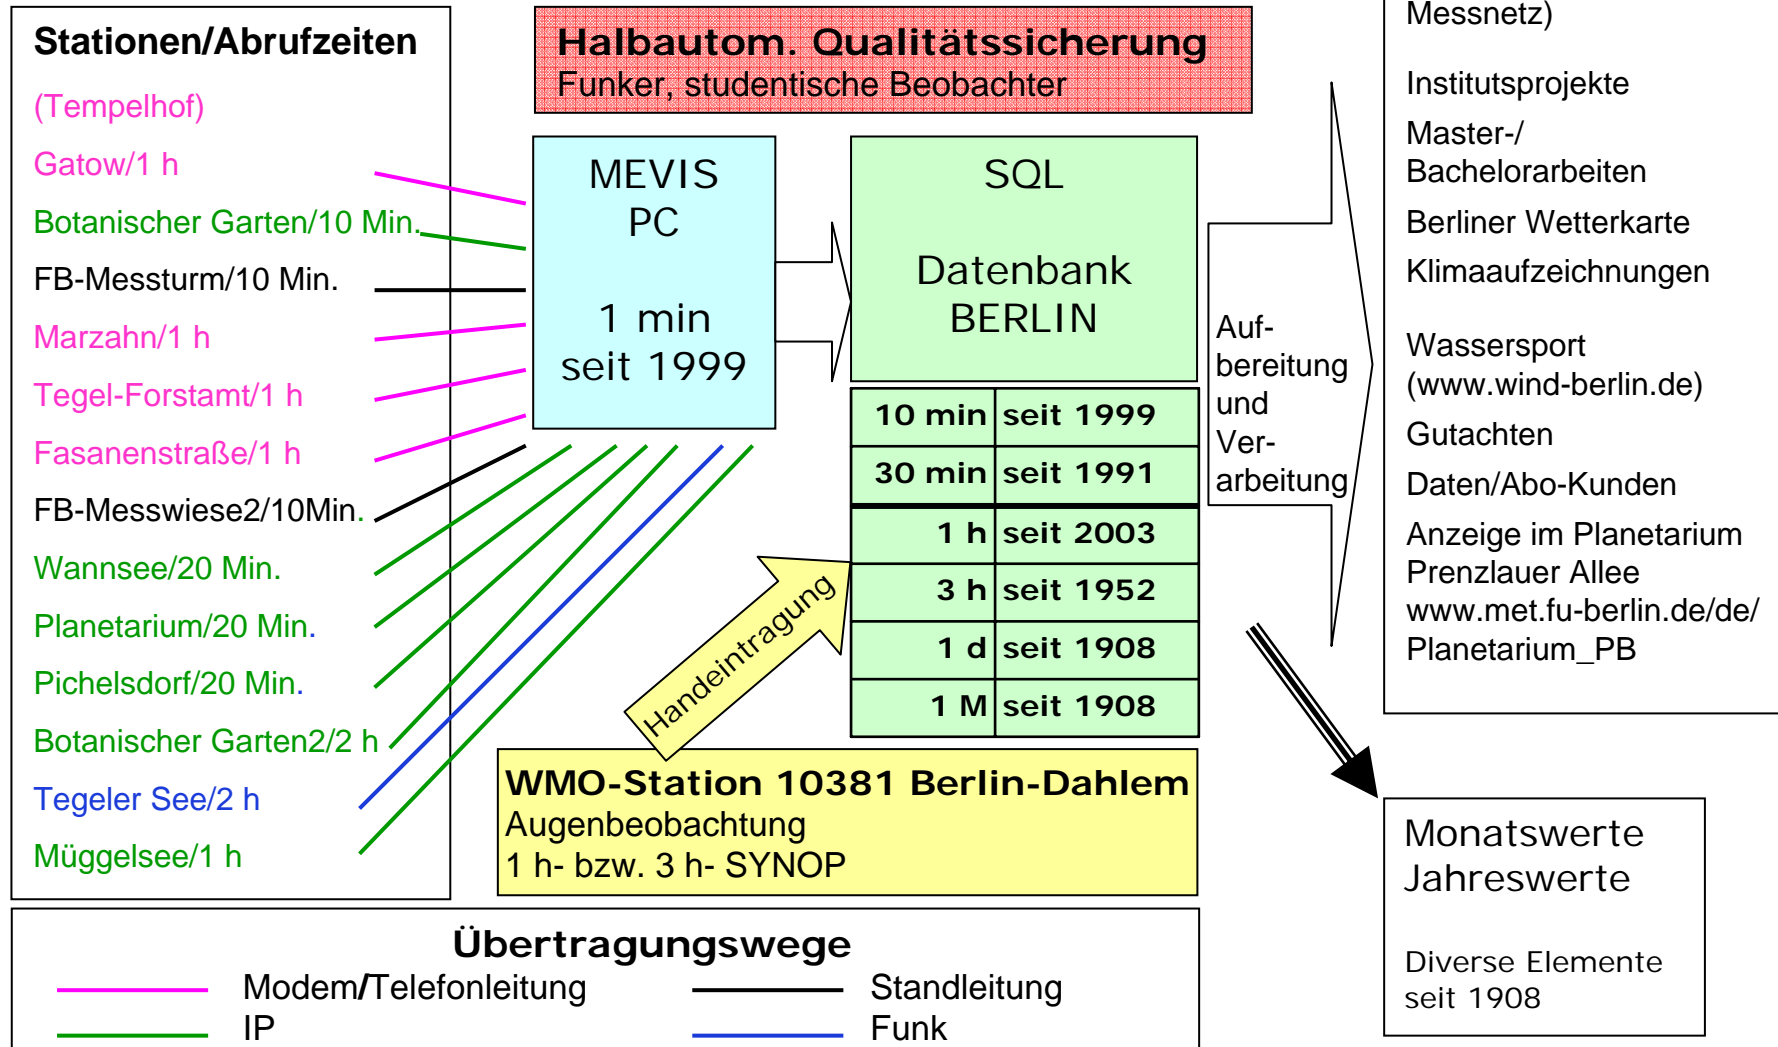 Stationen/Abrufzeiten
(Tempelhof)
Gatow/1 h
Botanischer Garten/10 Min.
FB-Messturm/10 Min.
Marzahn/1 h
Tegel-Forstamt/1 h
Fasanenstraße/1 h
FB-Messwiese2/10Min.
Wannsee/20 Min.
Planetarium/20 Min.
Pichelsdorf/20 Min.
Botanischer Garten2/2 h
Tegeler See/2 h
Müggelsee/1 h
Halbautom. Qualitätssicherung
Funker, studentische Beobachter
MEVIS
PC
1 min
seit 1999
SQL
Datenbank
BERLIN
10 min seit 1999
30 min seit 1991
1 h seit 2003
3 h seit 1952
1 d seit 1908
1 M seit 1908
Handeintragung
WMO-Station 10381 Berlin-Dahlem
Augenbeobachtung
1 h- bzw. 3 h- SYNOP
Auf-
bereitung
und
Ver-
arbeitung
Messnetz)
Institutsprojekte
Master-/
Bachelorarbeiten
Berliner Wetterkarte
Klimaaufzeichnungen
Wassersport
(www.wind-berlin.de)
Gutachten
Daten/Abo-Kunden
Anzeige im Planetarium
Prenzlauer Allee
www.met.fu-berlin.de/de/
Planetarium_PB
Monatswerte
Jahreswerte
Diverse Elemente
seit 1908
Übertragungswege
Modem/Telefonleitung
Standleitung
IP
Funk